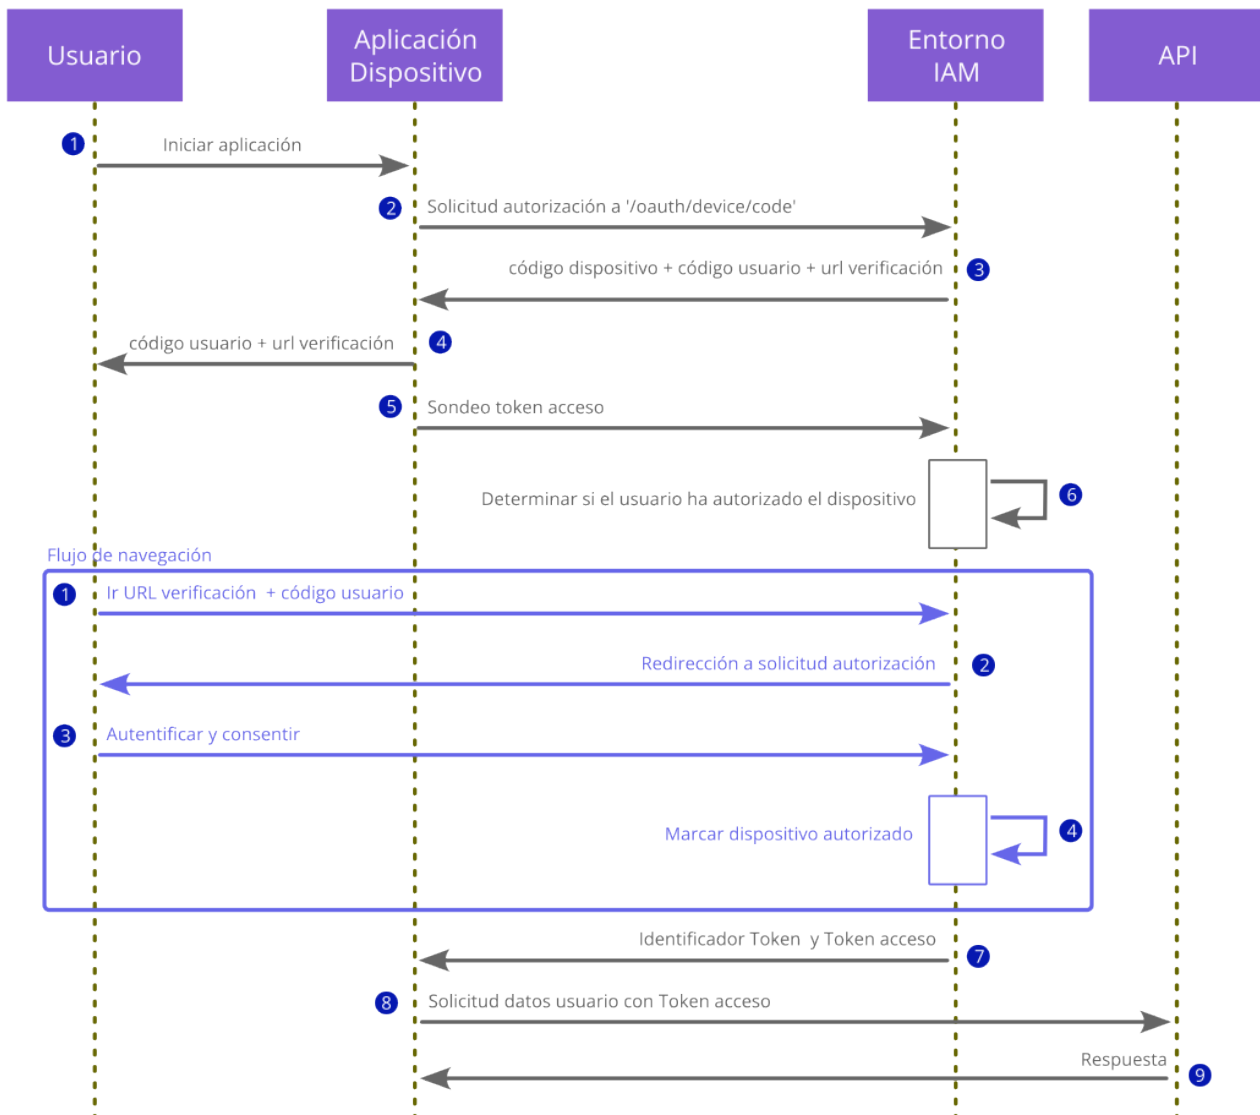 Usuario
Aplicación
Dispositivo
Entorno
IAM
API
1
Iniciar aplicación
2
Solicitud autorización a '/oauth/device/code'
código dispositivo + código usuario + url verificación
3
código usuario + url verificación
4
5
Sondeo token acceso
Determinar si el usuario ha autorizado el dispositivo
6
Flujo de navegación
1
Ir URL verificación + código usuario
Redirección a solicitud autorización
2
3
Autentificar y consentir
Marcar dispositivo autorizado
4
Identificador Token y Token acceso
7
8
Solicitud datos usuario con Token acceso
Respuesta
9